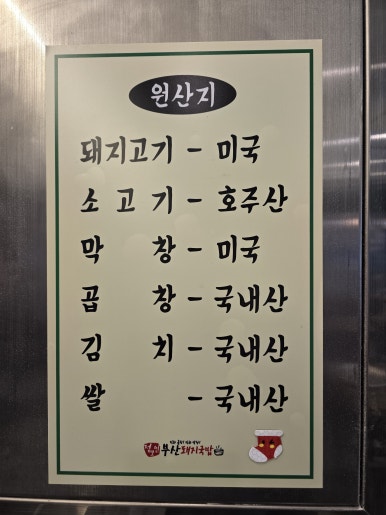 원산지
돼지고기 - 미국
소고기 - 호주산
막창 - 미국
곱창 - 국내산
김치 - 국내산
쌀 - 국내산
부산돼지국밥